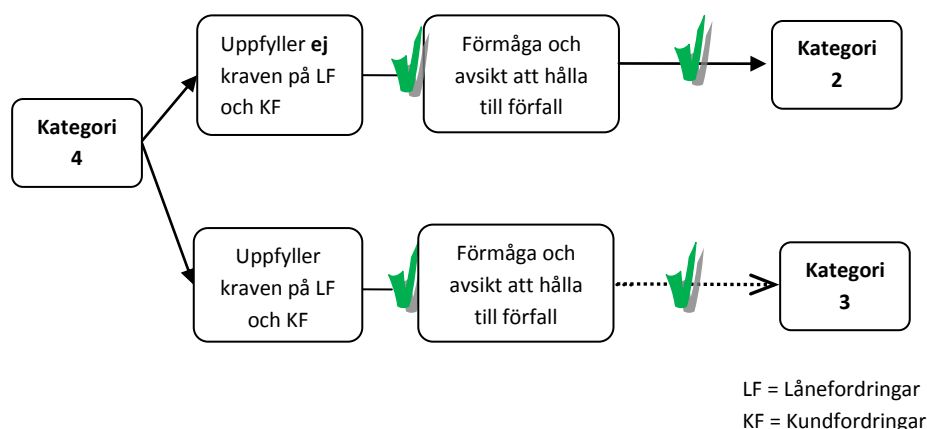 Kategori
4
Uppfyller ej
kraven på LF
och KF
Förmåga och
avsikt att hålla
till förfall
Kategori
2
Uppfyller
kraven på LF
och KF
Förmåga och
avsikt att hålla
till förfall
Kategori
3
LF = Lånefordringar
KF = Kundfordringar